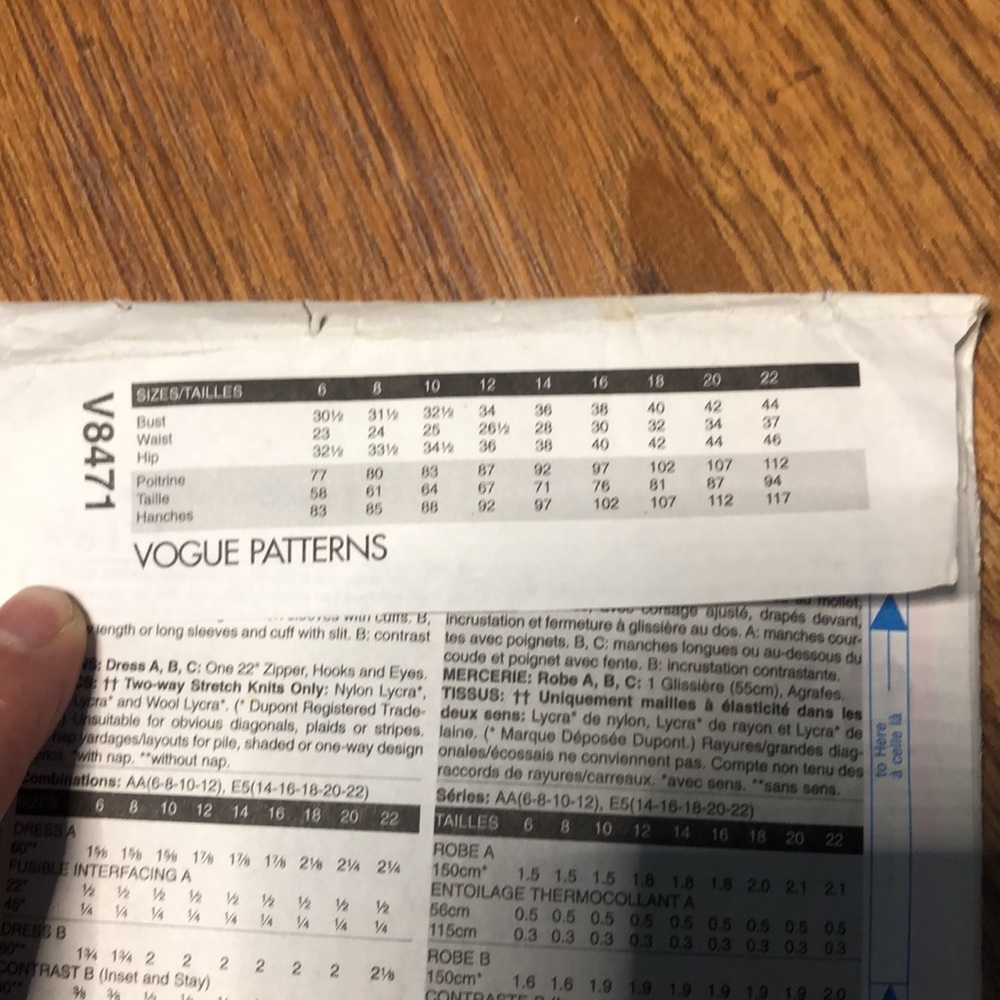 V8471
SIZES/TAILLES 6 8 10 12 14 16 18 20 22
Bust 30½ 31½ 32½ 34 36 38 40 42 44
Waist 23 24 25 26½ 28 30 32 34 37
Hip 32½ 33½ 34½ 36 38 40 42 44 46
Poitrine 77 80 83 87 92 97 102 107 112
Taille 58 61 64 67 71 76 81 87 94
Hanches 83 85 88 92 97 102 107 112 117
VOGUE PATTERNS
with cuffs. B,
length or long sleeves and cuff with slit. B: contrast
Dress A, B, C: One 22" Zipper, Hooks and Eyes.
†† Two-way Stretch Knits Only: Nylon Lycra*,
Lycra* and Wool Lycra*. (* Dupont Registered Trade-
Unsuitable for obvious diagonals, plaids or stripes.
yardages/layouts for pile, shaded or one-way design
*with nap. **without nap.
Combinations: AA(6-8-10-12), E5(14-16-18-20-22)
SIZES 6 8 10 12 14 16 18 20 22
DRESS A
60"* 1⅝ 1⅝ 1⅝ 1⅞ 1⅞ 1⅞ 2⅛ 2¼ 2¼
FUSIBLE INTERFACING A
22" ½ ½ ½ ½ ½ ½ ½ ½ ½
45" ¼ ¼ ¼ ¼ ¼ ¼ ¼ ¼ ¼
DRESS B
60"* 1¾ 1¾ 2 2 2 2 2 2 2⅛
CONTRAST B (Inset and Stay)
mollet,
incrustation et fermeture à glissière au dos. A: manches cour-
tes avec poignets. B, C: manches longues ou au-dessous du
coude et poignet avec fente. B: incrustation contrastante.
MERCERIE: Robe A, B, C: 1 Glissière (55cm), Agrafes.
TISSUS: †† Uniquement mailles à élasticité dans les
deux sens: Lycra* de nylon, Lycra* de rayon et Lycra* de
laine. (* Marque Déposée Dupont.) Rayures/grandes diag-
onales/écossais ne conviennent pas. Compte non tenu des
raccords de rayures/carreaux. *avec sens. **sans sens.
Séries: AA(6-8-10-12), E5(14-16-18-20-22)
TAILLES 6 8 10 12 14 16 18 20 22
ROBE A
150cm* 1.5 1.5 1.5 1.8 1.8 1.8 2.0 2.1 2.1
ENTOILAGE THERMOCOLLANT A
56cm 0.5 0.5 0.5 0.5 0.5 0.5 0.5 0.5 0.5
115cm 0.3 0.3 0.3 0.3 0.3 0.3 0.3 0.3 0.3
ROBE B
150cm* 1.6 1.6 1.9 1.9 1.9 1.9 1.9 1.9 2.0
to Here
à celle là